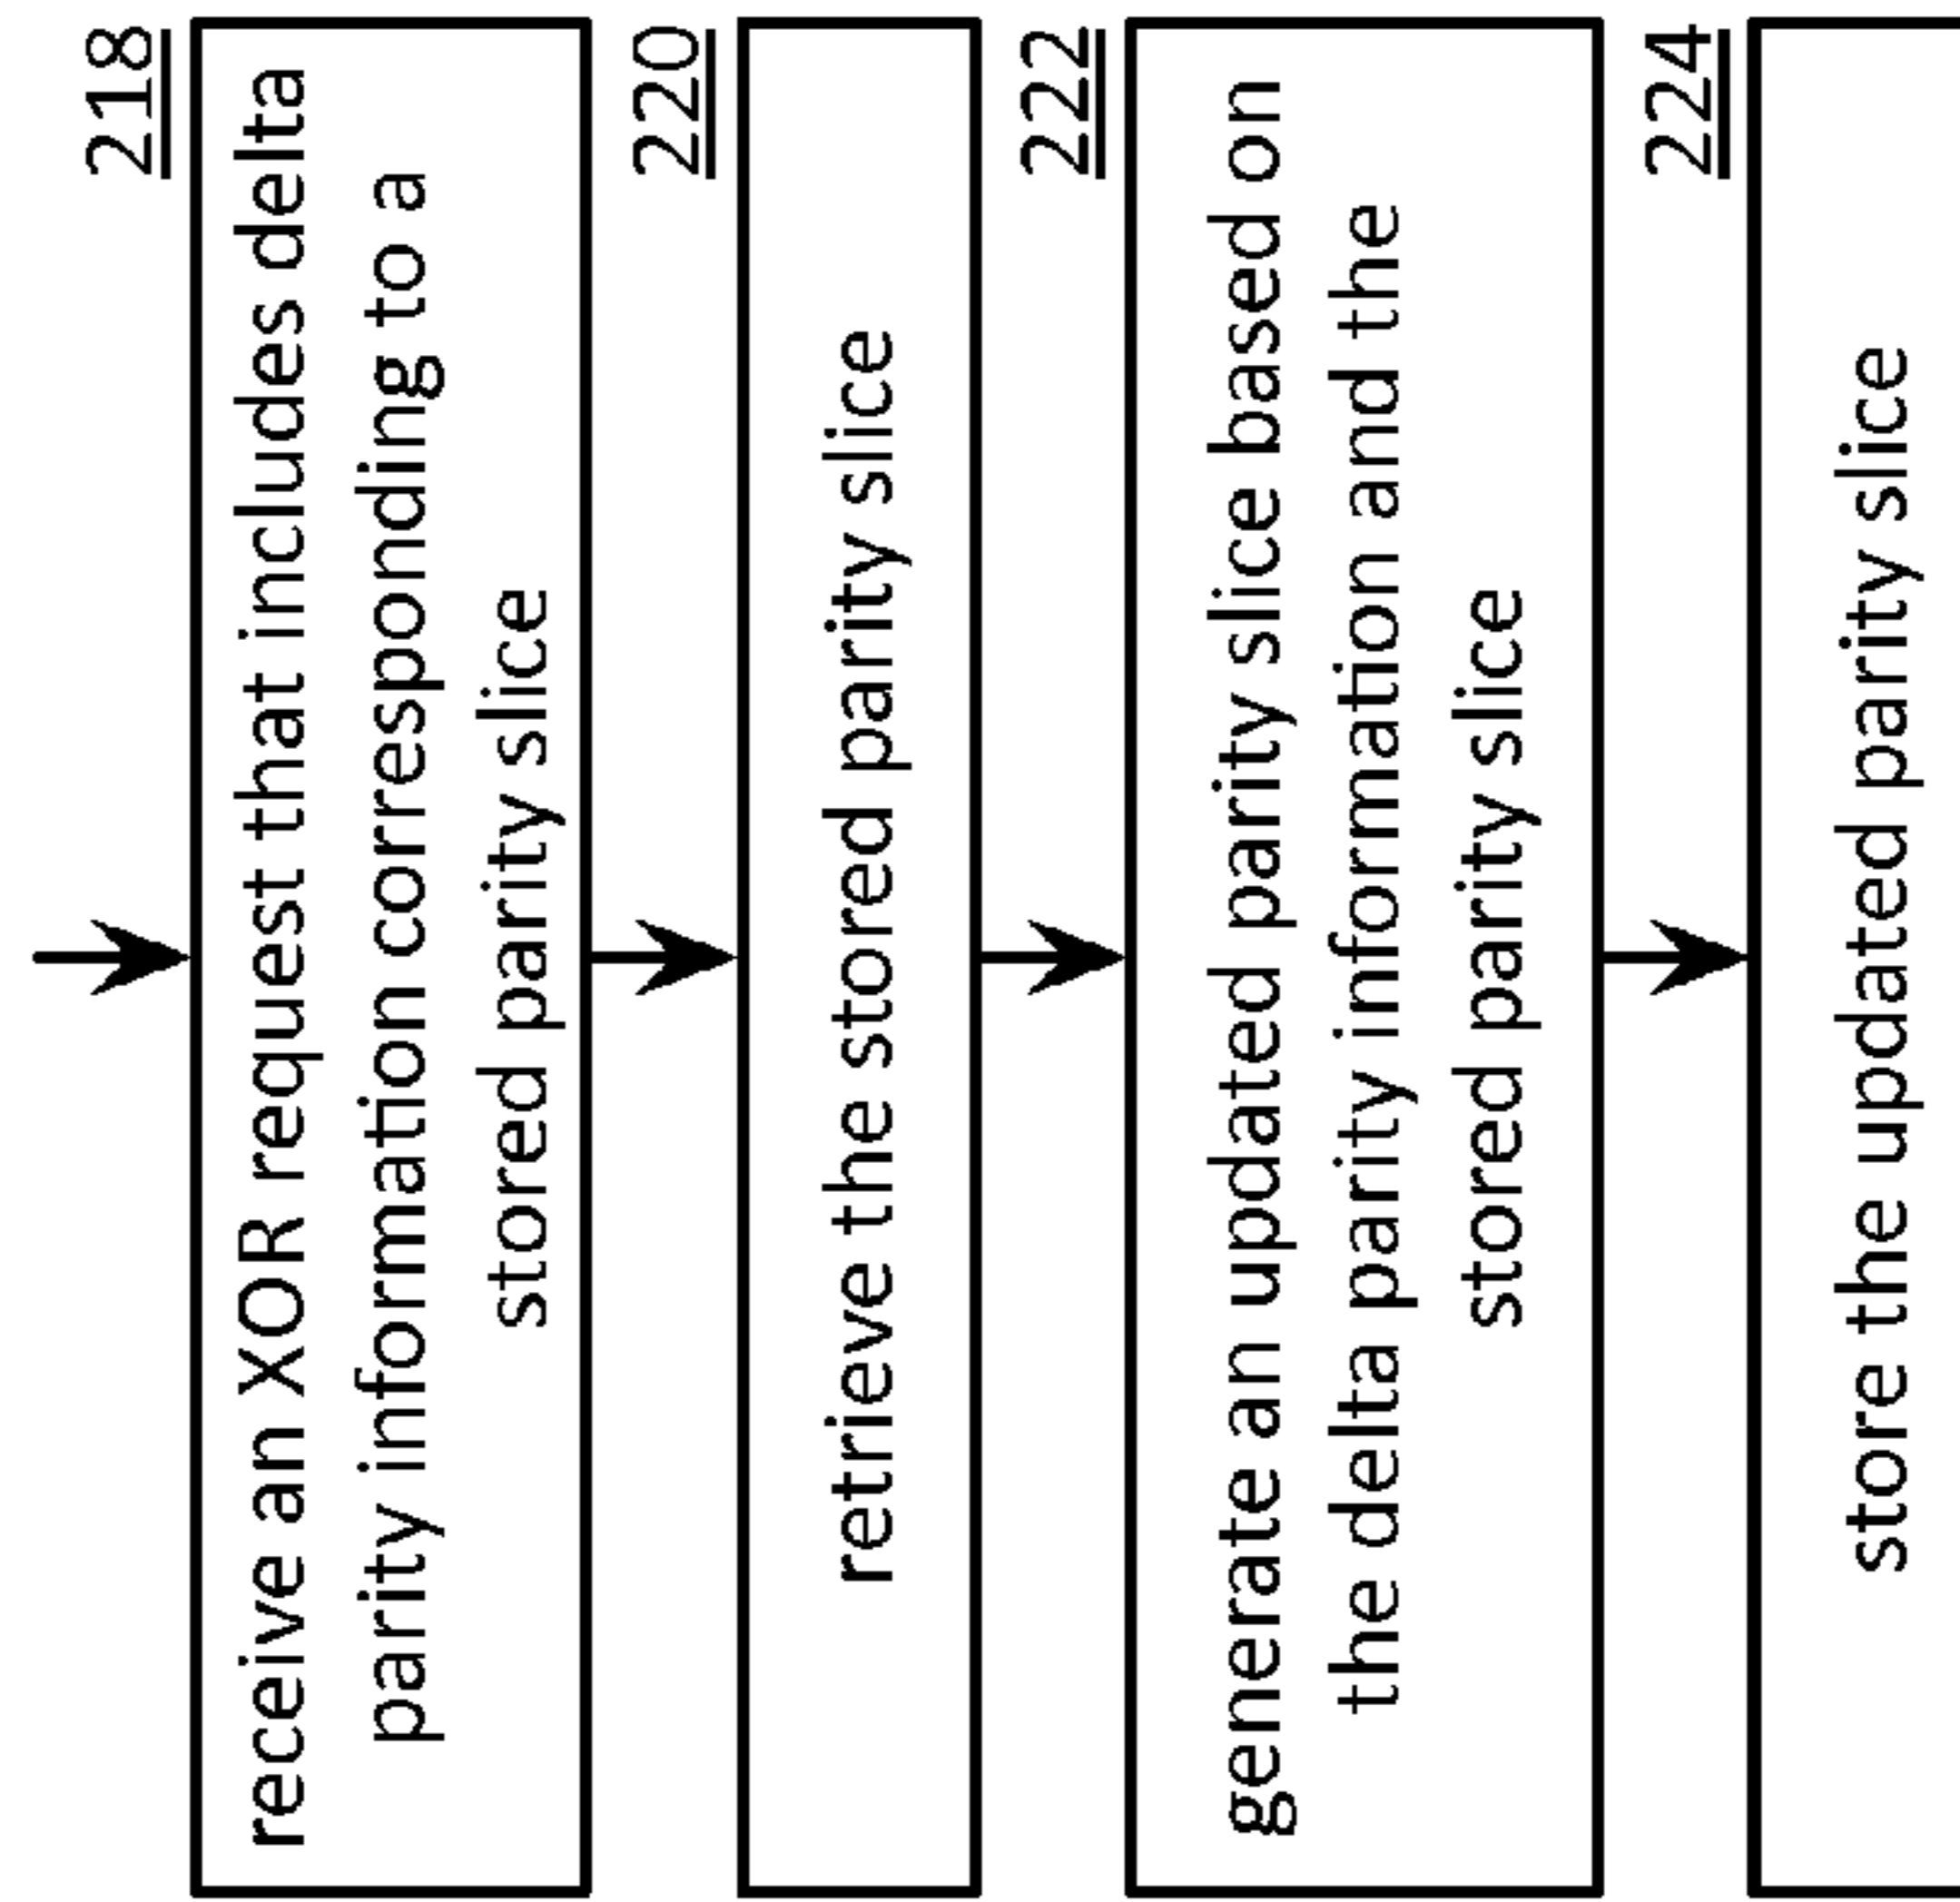 218
receive an XOR request that includes delta
parity information corresponding to a
stored parity slice
220
retrieve the stored parity slice
222
generate an updated parity slice based on
the delta parity information and the
stored parity slice
224
store the updated parity slice